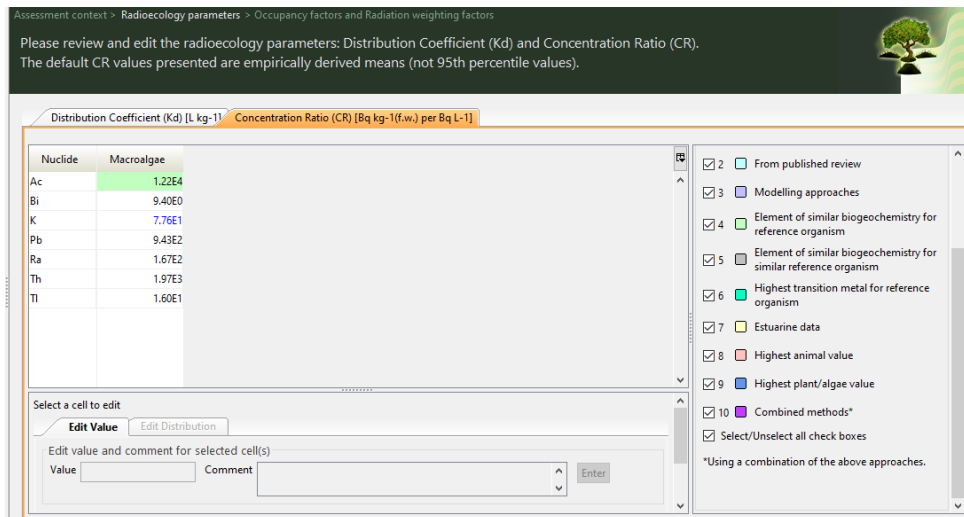 Assessment context > Radioecology parameters > Occupancy factors and Radiation weighting factors
Please review and edit the radioecology parameters: Distribution Coefficient (Kd) and Concentration Ratio (CR).
The default CR values presented are empirically derived means (not 95th percentile values).
Distribution Coefficient (Kd) [L kg-1]
Concentration Ratio (CR) [Bq kg-1(f.w.) per Bq L-1]
Nuclide Macroalgae
Ac 1.22E4
Bi 9.40E0
K 7.76E1
Pb 9.43E2
Ra 1.67E2
Th 1.97E3
Tl 1.60E1
2 From published review
3 Modelling approaches
4 Element of similar biogeochemistry for
reference organism
5 Element of similar biogeochemistry for
similar reference organism
6 Highest transition metal for reference
organism
7 Estuarine data
8 Highest animal value
9 Highest plant/algae value
10 Combined methods*
Select/Unselect all check boxes
*Using a combination of the above approaches.
Select a cell to edit
Edit Value Edit Distribution
Edit value and comment for selected cell(s)
Value Comment Enter